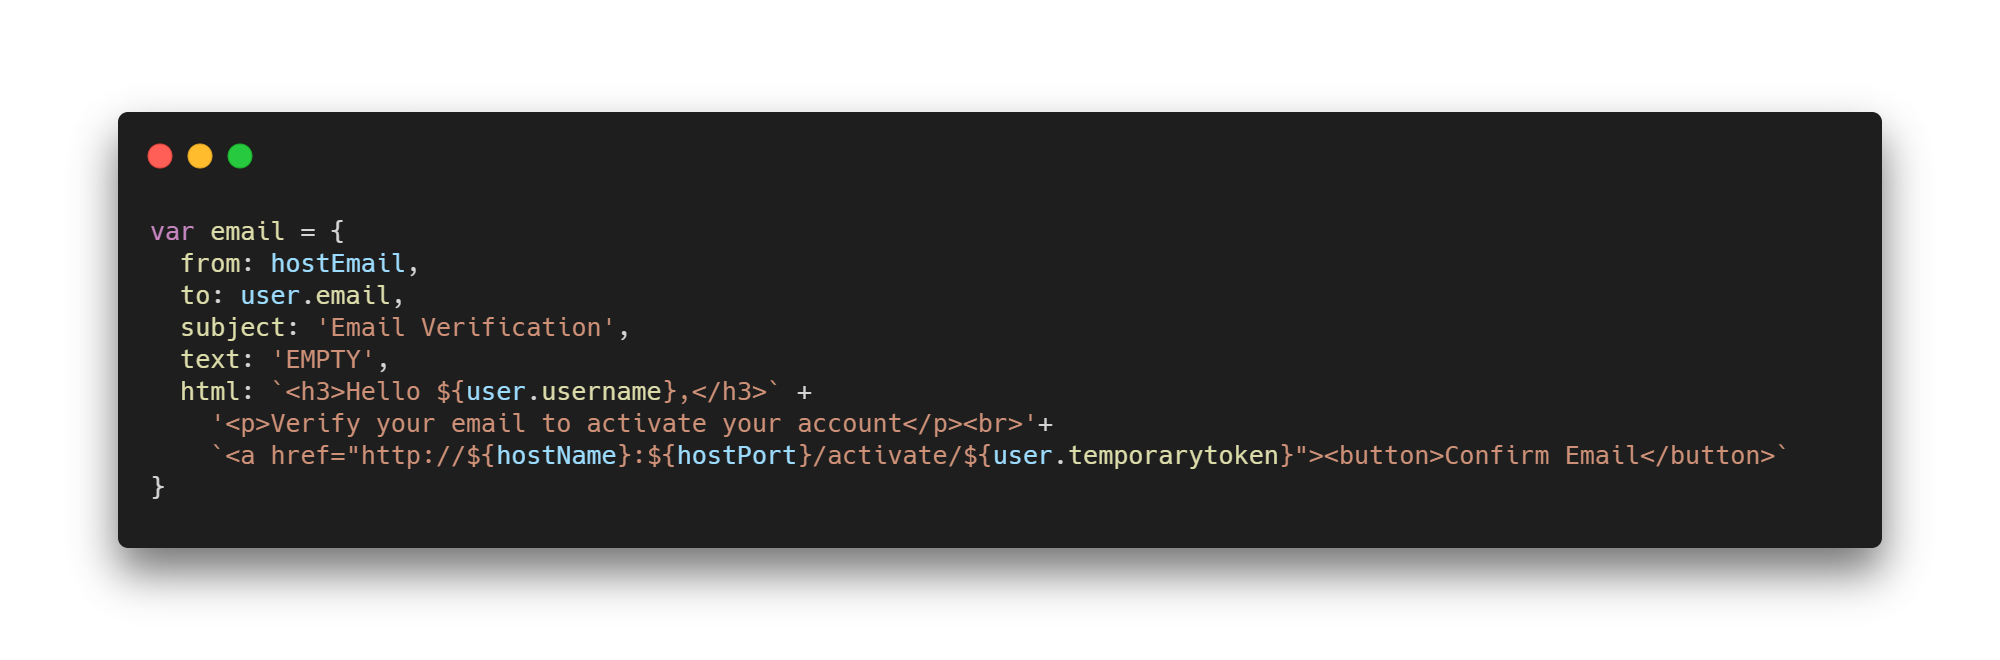 var email = {
  from: hostEmail,
  to: user.email,
  subject: 'Email Verification',
  text: 'EMPTY',
  html: `<h3>Hello ${user.username},</h3>` +
    '<p>Verify your email to activate your account</p><br>'+
    `<a href="http://${hostName}:${hostPort}/activate/${user.temporarytoken}"><button>Confirm Email</button>`
}